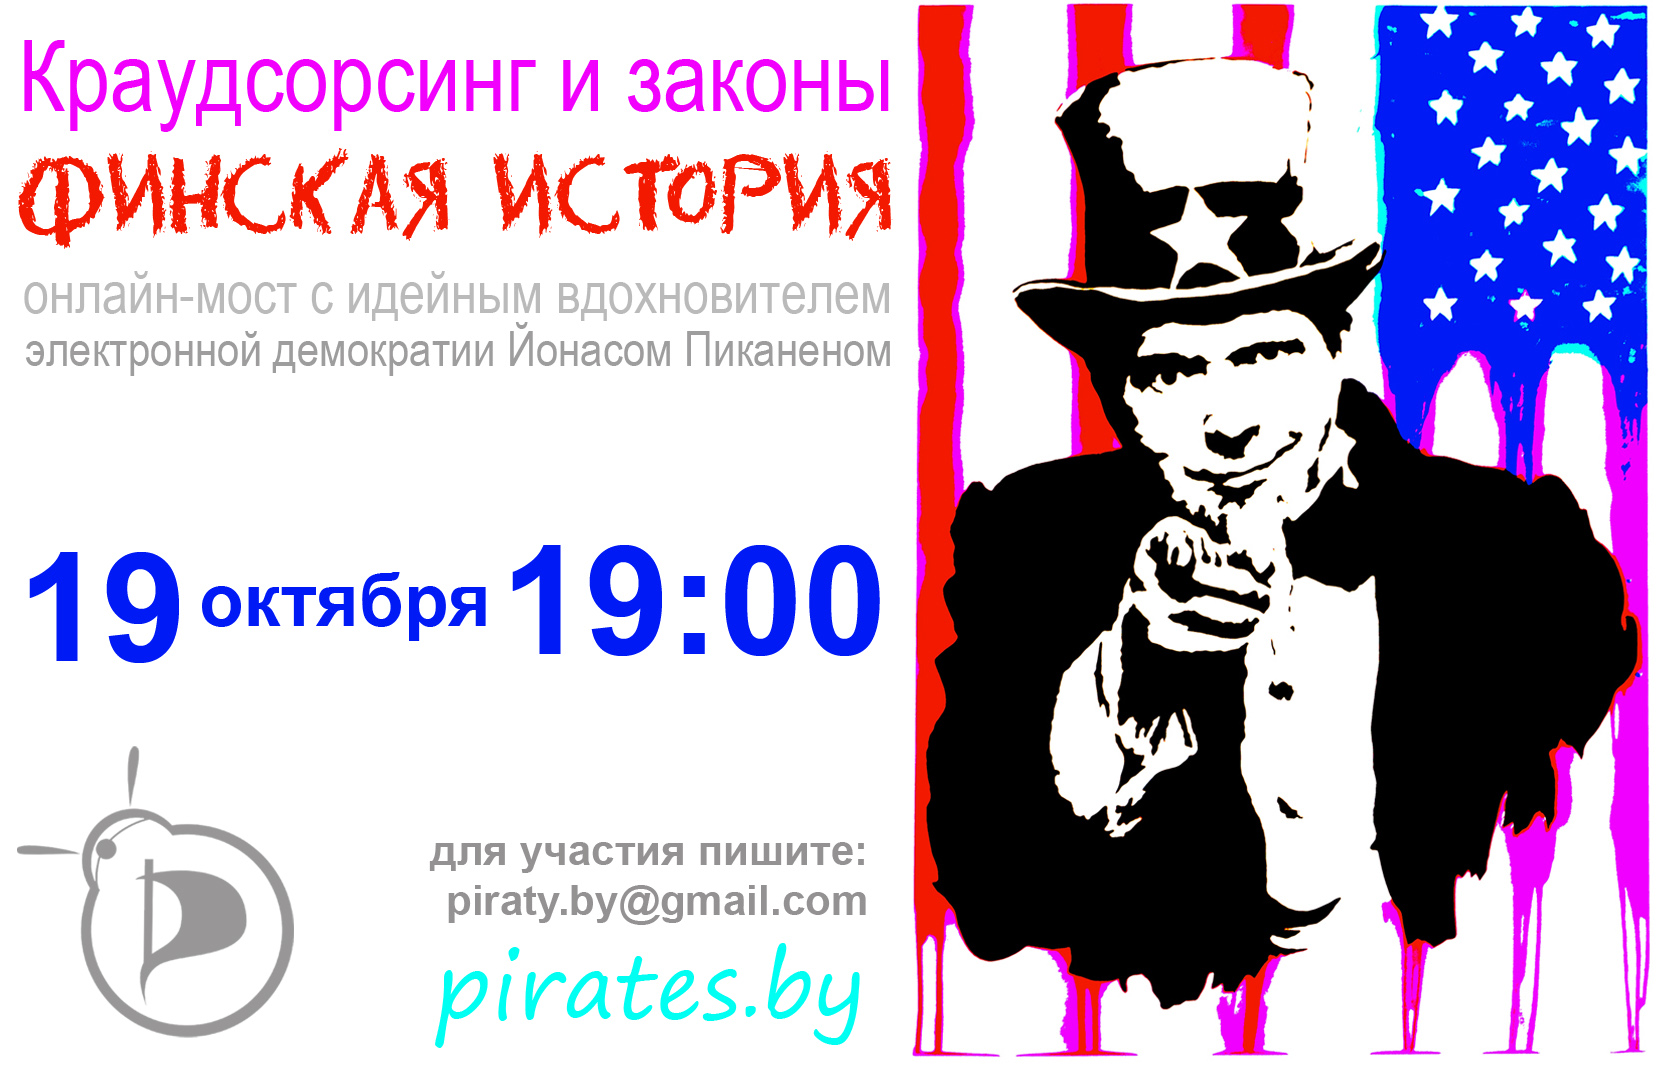 Краудсорсинг и законы
ФИНСКАЯ ИСТОРИЯ
онлайн-мост с идейным вдохновителем
электронной демократии Йонасом Пиканеном
19 октября 19:00
для участия пишите:
piraty.by@gmail.com
pirates.by